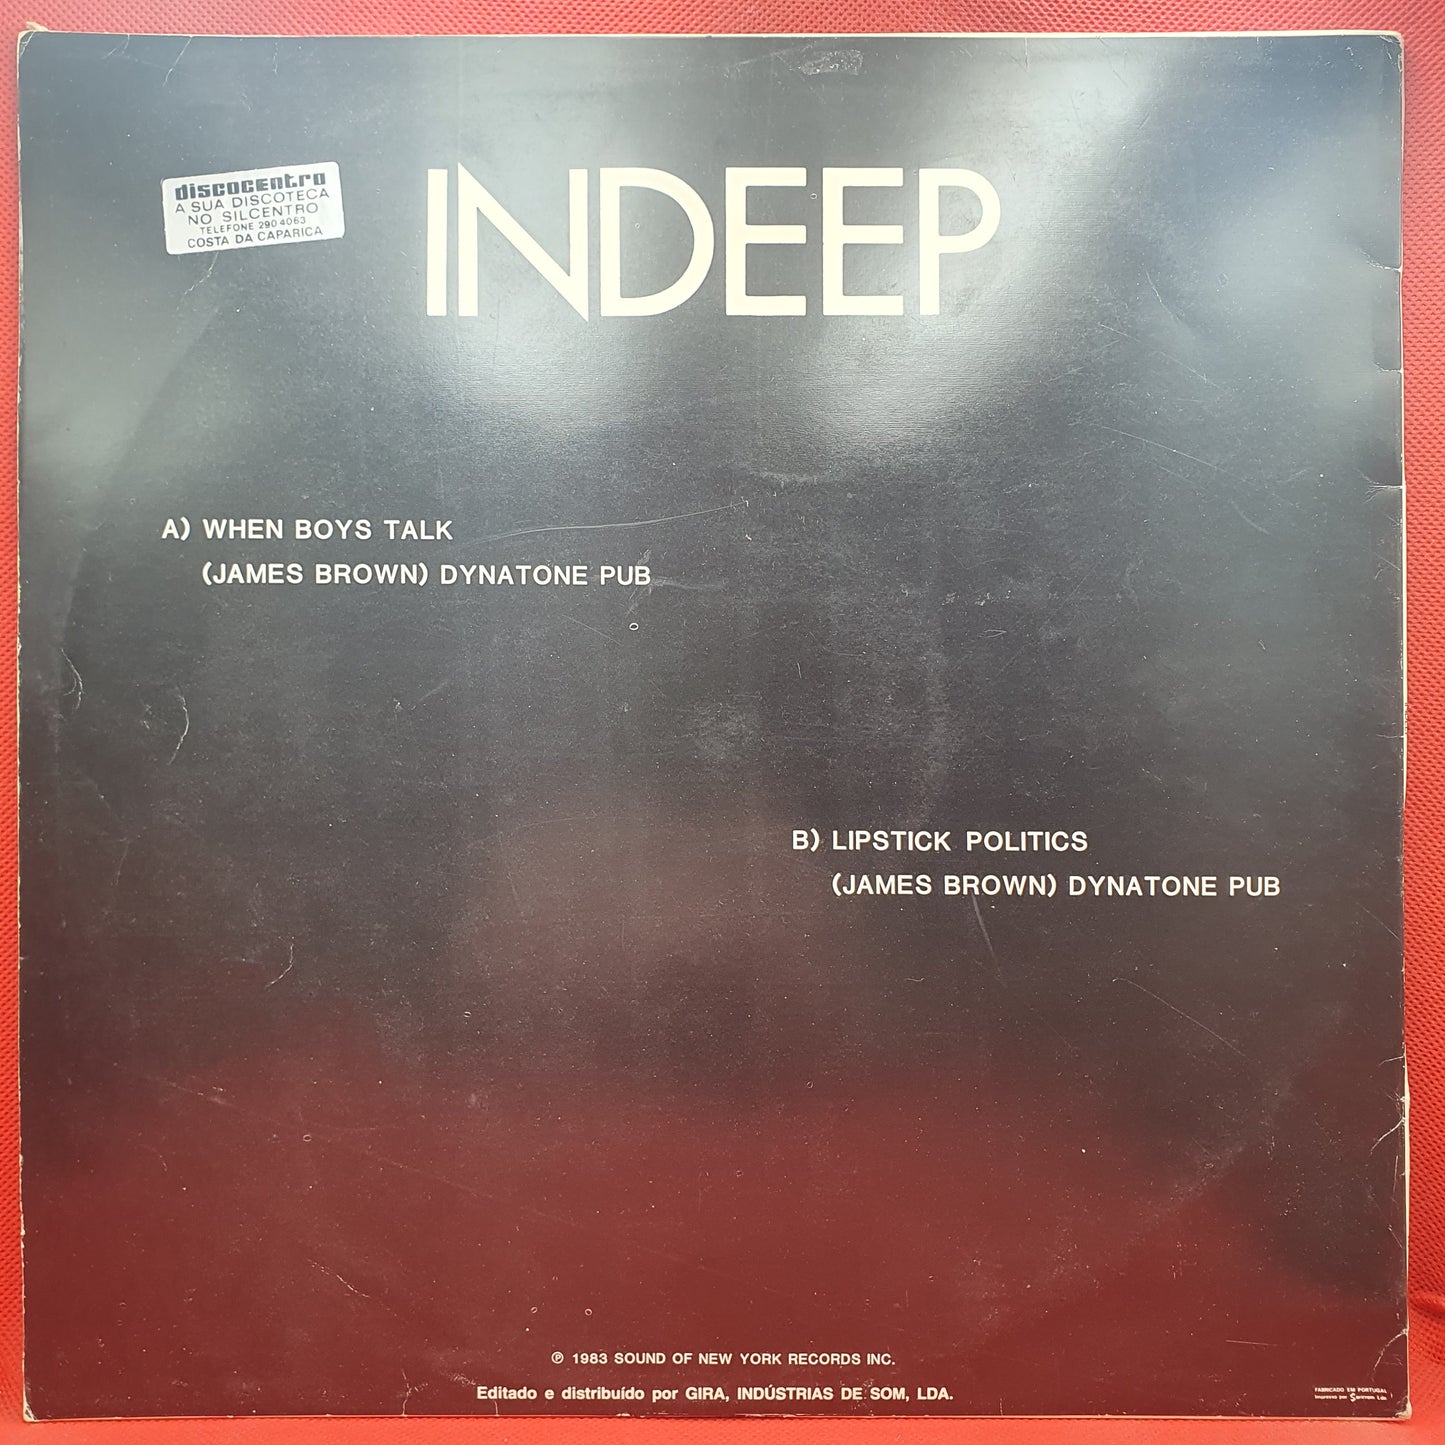 INDEEP
discocentro
A SUA DISCOTECA
NO SILCENTRO
TELEFONE 290 4063
COSTA DA CAPARICA
A) WHEN BOYS TALK
(JAMES BROWN) DYNATONE PUB
B) LIPSTICK POLITICS
(JAMES BROWN) DYNATONE PUB
℗ 1983 SOUND OF NEW YORK RECORDS INC.
Editado e distribuído por GIRA, INDÚSTRIAS DE SOM, LDA.
FABRICADO EM PORTUGAL
Impresso por